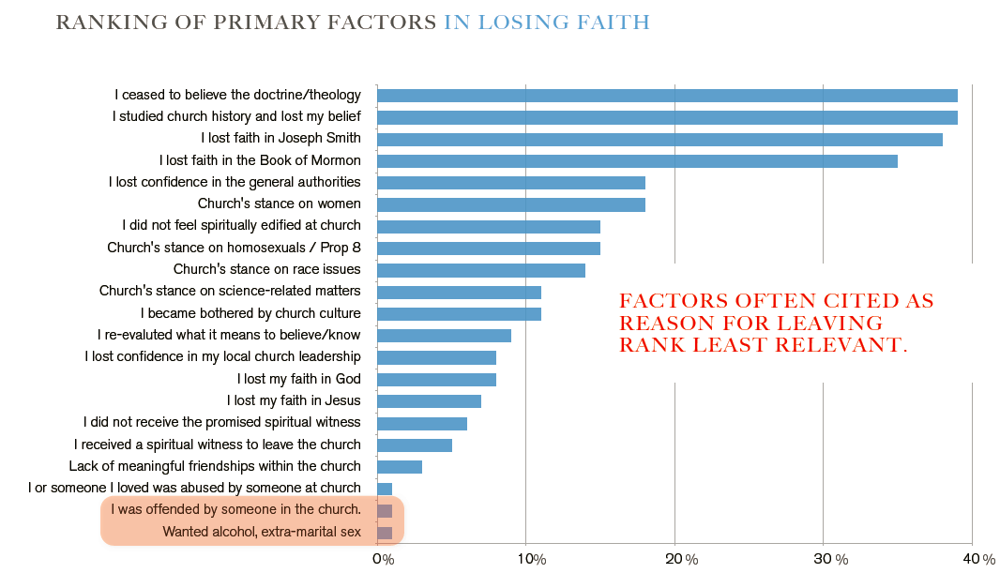 RANKING OF PRIMARY FACTORS IN LOSING FAITH
I ceased to believe the doctrine/theology
I studied church history and lost my belief
I lost faith in Joseph Smith
I lost faith in the Book of Mormon
I lost confidence in the general authorities
Church's stance on women
I did not feel spiritually edified at church
Church's stance on homosexuals / Prop 8
Church's stance on race issues
Church's stance on science-related matters
I became bothered by church culture
I re-evaluted what it means to believe/know
I lost confidence in my local church leadership
I lost my faith in God
I lost my faith in Jesus
I did not receive the promised spiritual witness
I received a spiritual witness to leave the church
Lack of meaningful friendships within the church
I or someone I loved was abused by someone at church
I was offended by someone in the church.
Wanted alcohol, extra-marital sex
FACTORS OFTEN CITED AS
REASON FOR LEAVING
RANK LEAST RELEVANT.
0% 10% 20 % 30 % 40 %